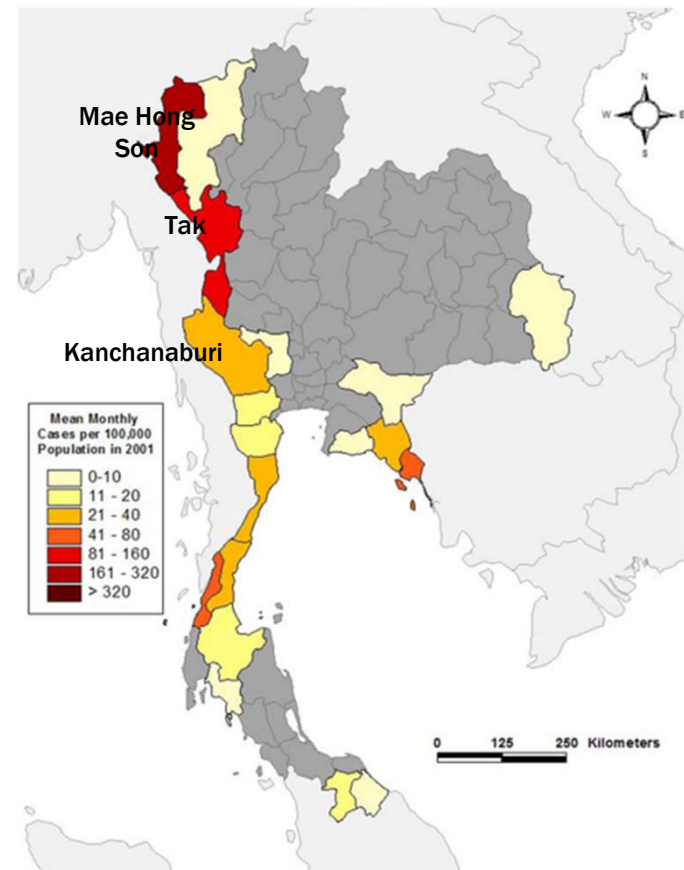 N
W E
S
Mae Hong
Son
Tak
Kanchanaburi
Mean Monthly
Cases per 100,000
Population in 2001
0-10
11 - 20
21 - 40
41 - 80
81 - 160
161 - 320
> 320
0 125 250 Kilometers